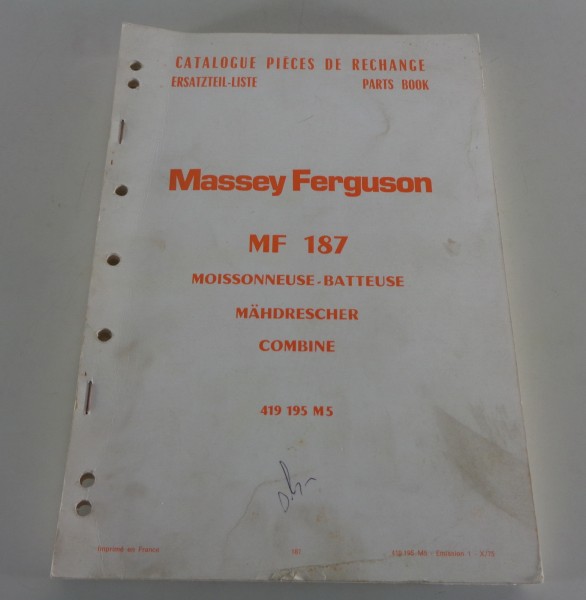 CATALOGUE PIÈCES DE RECHANGE
ERSATZTEIL-LISTE PARTS BOOK
Massey Ferguson
MF 187
MOISSONNEUSE-BATTEUSE
MÄHDRESCHER
COMBINE
419 195 M5
Imprimé en France